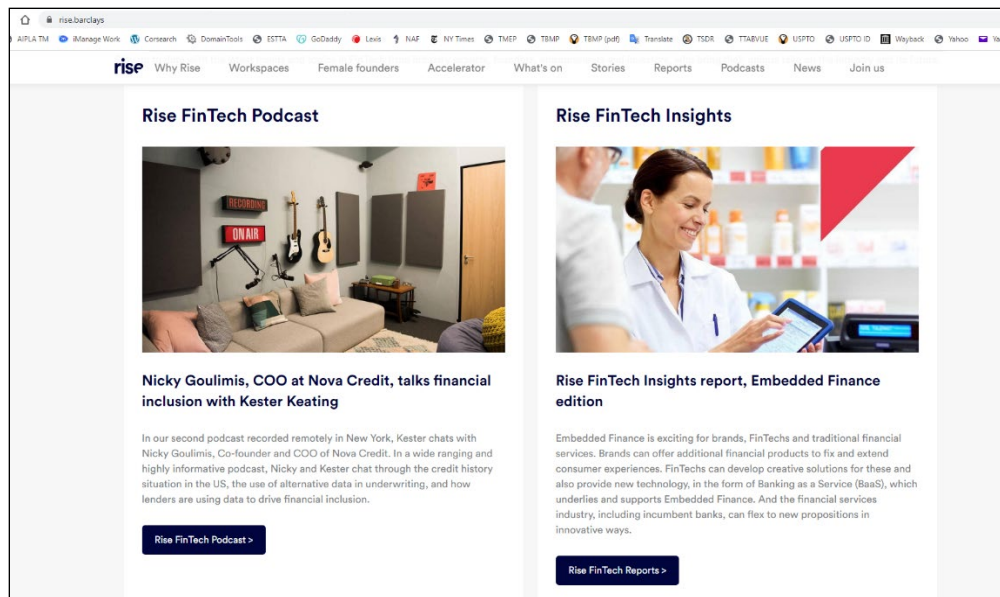 rise.barclays
AIPLA TM iManage Work Corsearch DomainTools ESTTA GoDaddy Lexis NAF NY Times TMEP TBMP TBMP (pdf) Translate TSDR TTABVUE USPTO USPTO ID Wayback Yahoo
rise Why Rise Workspaces Female founders Accelerator What's on Stories Reports Podcasts News Join us
Rise FinTech Podcast
RECORDING
ON AIR
Nicky Goulimis, COO at Nova Credit, talks financial
inclusion with Kester Keating
In our second podcast recorded remotely in New York, Kester chats with
Nicky Goulimis, Co-founder and COO of Nova Credit. In a wide ranging and
highly informative podcast, Nicky and Kester chat through the credit history
situation in the US, the use of alternative data in underwriting, and how
lenders are using data to drive financial inclusion.
Rise FinTech Podcast >
Rise FinTech Insights
Rise FinTech Insights report, Embedded Finance
edition
Embedded Finance is exciting for brands, FinTechs and traditional financial
services. Brands can offer additional financial products to fix and extend
consumer experiences. FinTechs can develop creative solutions for these and
also provide new technology, in the form of Banking as a Service (BaaS), which
underlies and supports Embedded Finance. And the financial services
industry, including incumbent banks, can flex to new propositions in
innovative ways.
Rise FinTech Reports >